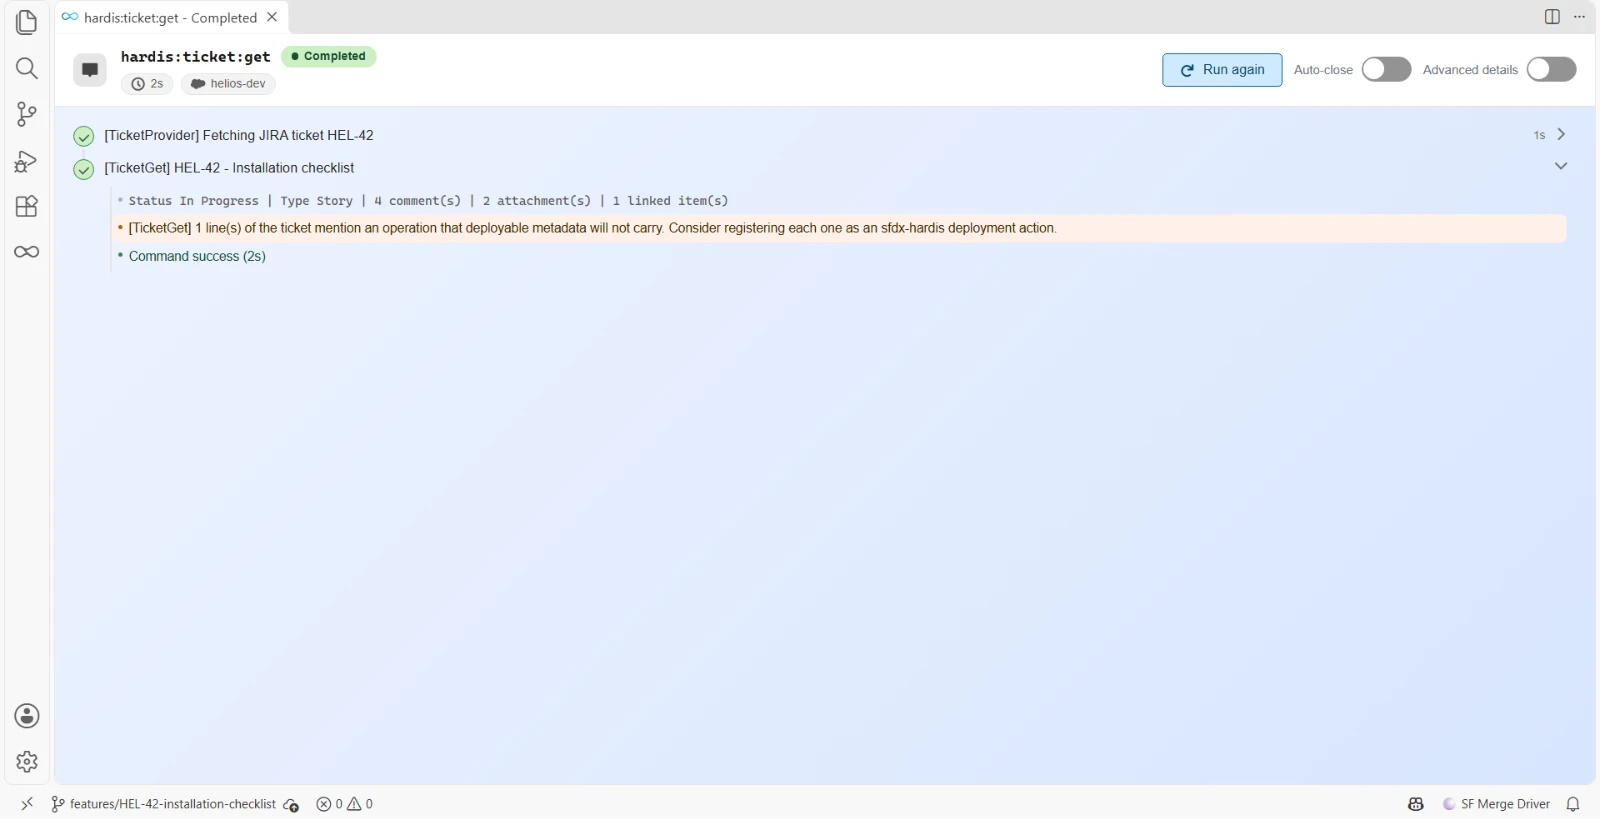 hardis:ticket:get - Completed
hardis:ticket:get
Completed
2s
helios-dev
Run again
Auto-close
Advanced details
[TicketProvider] Fetching JIRA ticket HEL-42
1s
[TicketGet] HEL-42 - Installation checklist
Status In Progress | Type Story | 4 comment(s) | 2 attachment(s) | 1 linked item(s)
[TicketGet] 1 line(s) of the ticket mention an operation that deployable metadata will not carry. Consider registering each one as an sfdx-hardis deployment action.
Command success (2s)
features/HEL-42-installation-checklist
0
0
SF Merge Driver